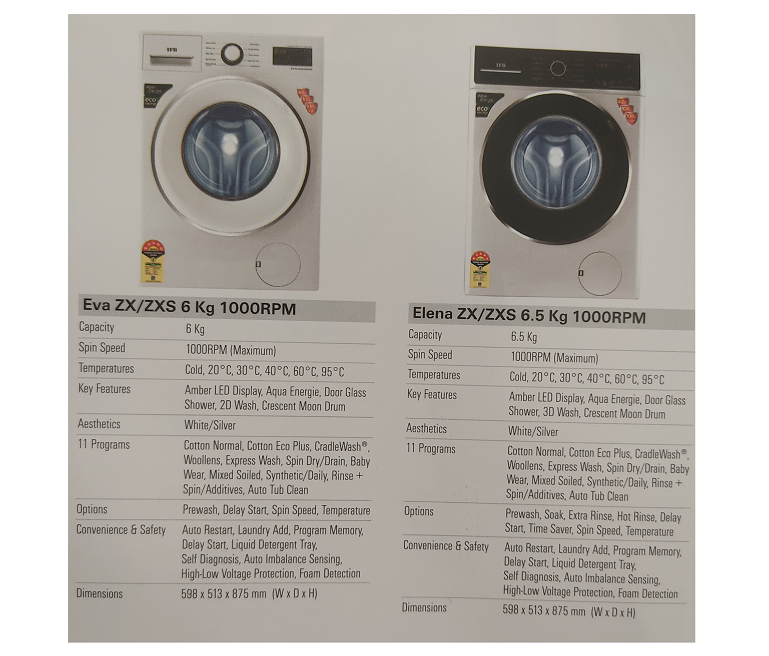 IFB
IFB
eco
eco
Eva ZX/ZXS 6 Kg 1000RPM
Capacity 6 Kg
Spin Speed 1000RPM (Maximum)
Temperatures Cold, 20°C, 30°C, 40°C, 60°C, 95°C
Key Features Amber LED Display, Aqua Energie, Door Glass
Shower, 2D Wash, Crescent Moon Drum
Aesthetics White/Silver
11 Programs Cotton Normal, Cotton Eco Plus, CradleWash®,
Woollens, Express Wash, Spin Dry/Drain, Baby
Wear, Mixed Soiled, Synthetic/Daily, Rinse +
Spin/Additives, Auto Tub Clean
Options Prewash, Delay Start, Spin Speed, Temperature
Convenience & Safety Auto Restart, Laundry Add, Program Memory,
Delay Start, Liquid Detergent Tray,
Self Diagnosis, Auto Imbalance Sensing,
High-Low Voltage Protection, Foam Detection
Dimensions 598 x 513 x 875 mm (W x D x H)
Elena ZX/ZXS 6.5 Kg 1000RPM
Capacity 6.5 Kg
Spin Speed 1000RPM (Maximum)
Temperatures Cold, 20°C, 30°C, 40°C, 60°C, 95°C
Key Features Amber LED Display, Aqua Energie, Door Glass
Shower, 3D Wash, Crescent Moon Drum
Aesthetics White/Silver
11 Programs Cotton Normal, Cotton Eco Plus, CradleWash®,
Woollens, Express Wash, Spin Dry/Drain, Baby
Wear, Mixed Soiled, Synthetic/Daily, Rinse +
Spin/Additives, Auto Tub Clean
Options Prewash, Soak, Extra Rinse, Hot Rinse, Delay
Start, Time Saver, Spin Speed, Temperature
Convenience & Safety Auto Restart, Laundry Add, Program Memory,
Delay Start, Liquid Detergent Tray,
Self Diagnosis, Auto Imbalance Sensing,
High-Low Voltage Protection, Foam Detection
Dimensions 598 x 513 x 875 mm (W x D x H)